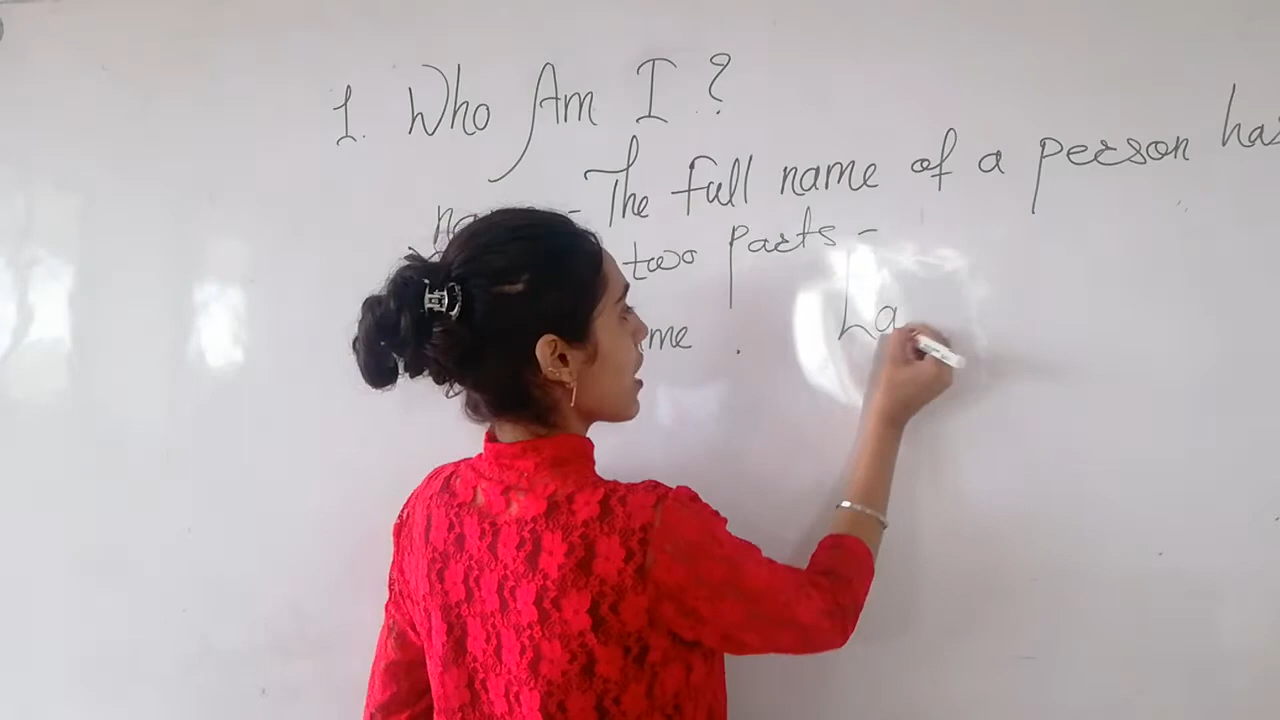 1. Who Am I ?
- The full name of a person has
two parts -
me La